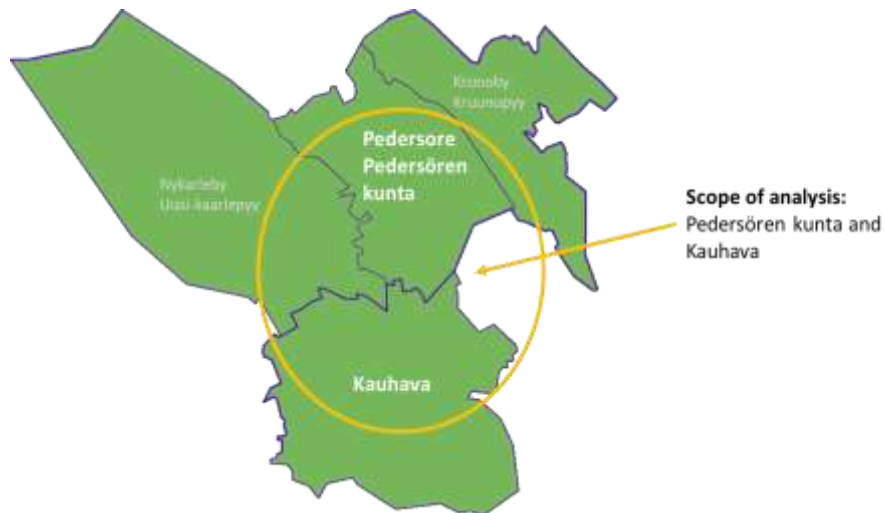 Kronoby
Kruunupyy
Pedersore
Pedersören
kunta
Nykarleby
Uusi-kaarlepyy
Scope of analysis:
Pedersören kunta and
Kauhava
Kauhava